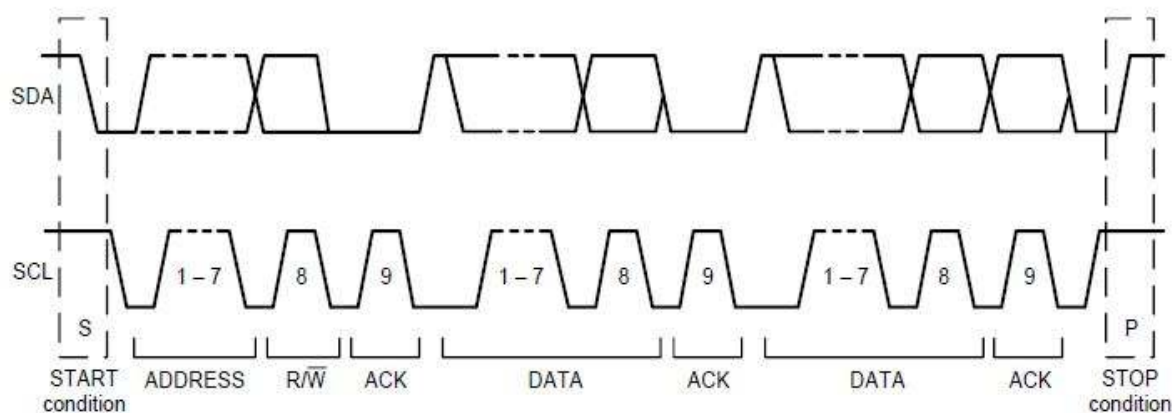 SDA
SCL
1 – 7 8 9 1 – 7 8 9 1 – 7 8 9
S P
START ADDRESS R/W̅ ACK DATA ACK DATA ACK STOP
condition condition